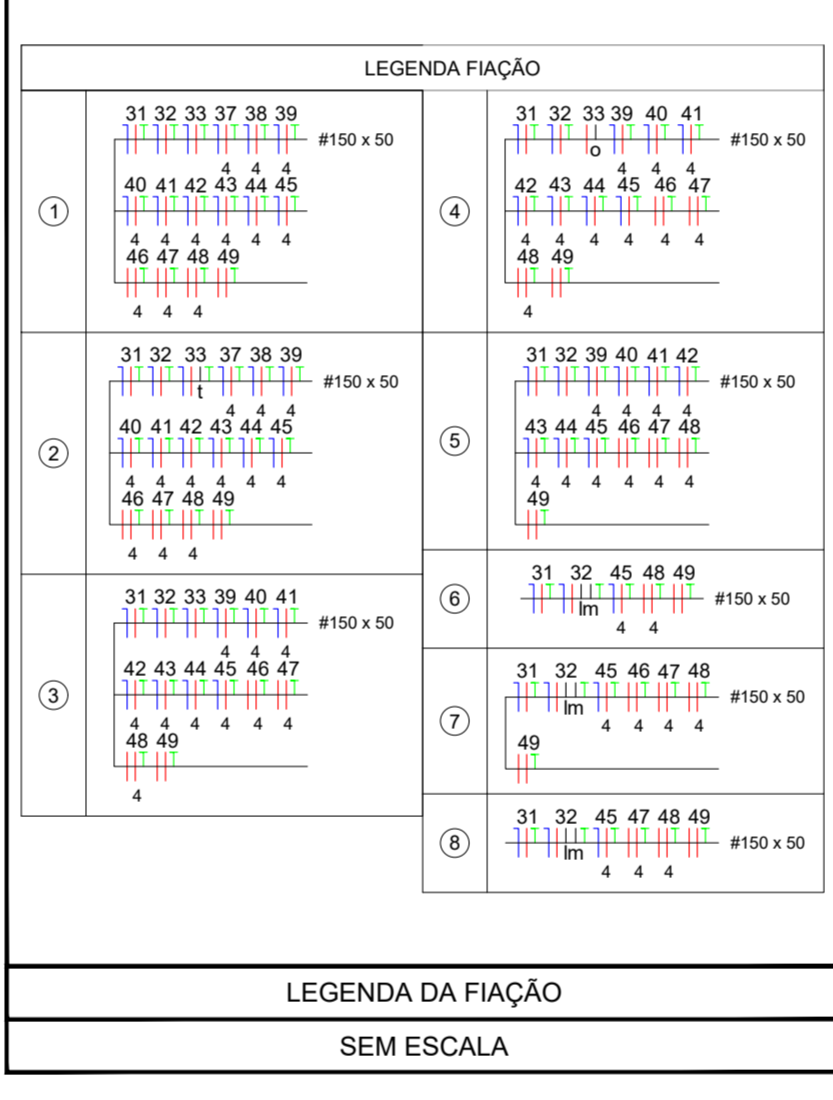 LEGENDA FIAÇÃO
1
31 32 33 37 38 39
#150 x 50
4 4 4
40 41 42 43 44 45
4 4 4 4 4 4
46 47 48 49
4 4 4
2
31 32 33 37 38 39
#150 x 50
t
4 4 4
40 41 42 43 44 45
4 4 4 4 4 4
46 47 48 49
4 4 4
3
31 32 33 39 40 41
#150 x 50
4 4 4
42 43 44 45 46 47
4 4 4 4 4 4
48 49
4
4
31 32 33 39 40 41
#150 x 50
o
4 4 4
42 43 44 45 46 47
4 4 4 4 4 4
48 49
4
5
31 32 39 40 41 42
#150 x 50
4 4 4 4
43 44 45 46 47 48
4 4 4 4 4 4
49
6
31 32 45 48 49
#150 x 50
lm
4 4
7
31 32 45 46 47 48
#150 x 50
lm
4 4 4 4
49
8
31 32 45 47 48 49
#150 x 50
lm
4 4 4
LEGENDA DA FIAÇÃO
SEM ESCALA